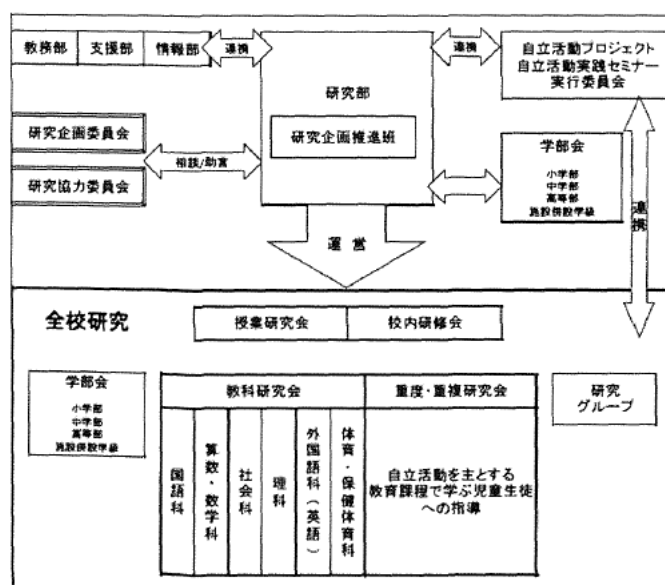 教務部 支援部 情報部
連携
研究部
研究企画推進班
連携
自立活動プロジェクト
自立活動実践セミナー
実行委員会
研究企画委員会
研究協力委員会
相談/助言
学部会
小学部
中学部
高等部
施設併設学級
連携
運営
全校研究
授業研究会 校内研修会
学部会
小学部
中学部
高等部
施設併設学級
教科研究会
国語科
算数・数学科
社会科
理科
外国語科(英語)
体育・保健体育科
重度・重複研究会
自立活動を主とする
教育課程で学ぶ児童生徒
への指導
研究
グループ